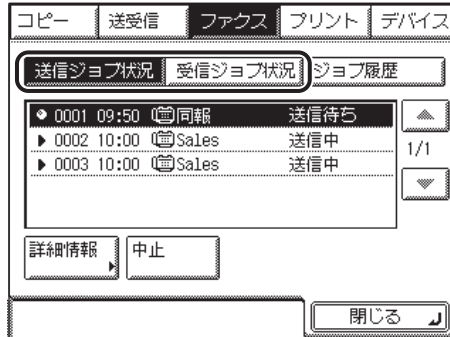 コピー 送受信 ファクス プリント デバイス
送信ジョブ状況 受信ジョブ状況 ジョブ履歴
0001 09:50 同報 送信待ち
0002 10:00 Sales 送信中
0003 10:00 Sales 送信中
1/1
詳細情報 中止
閉じる